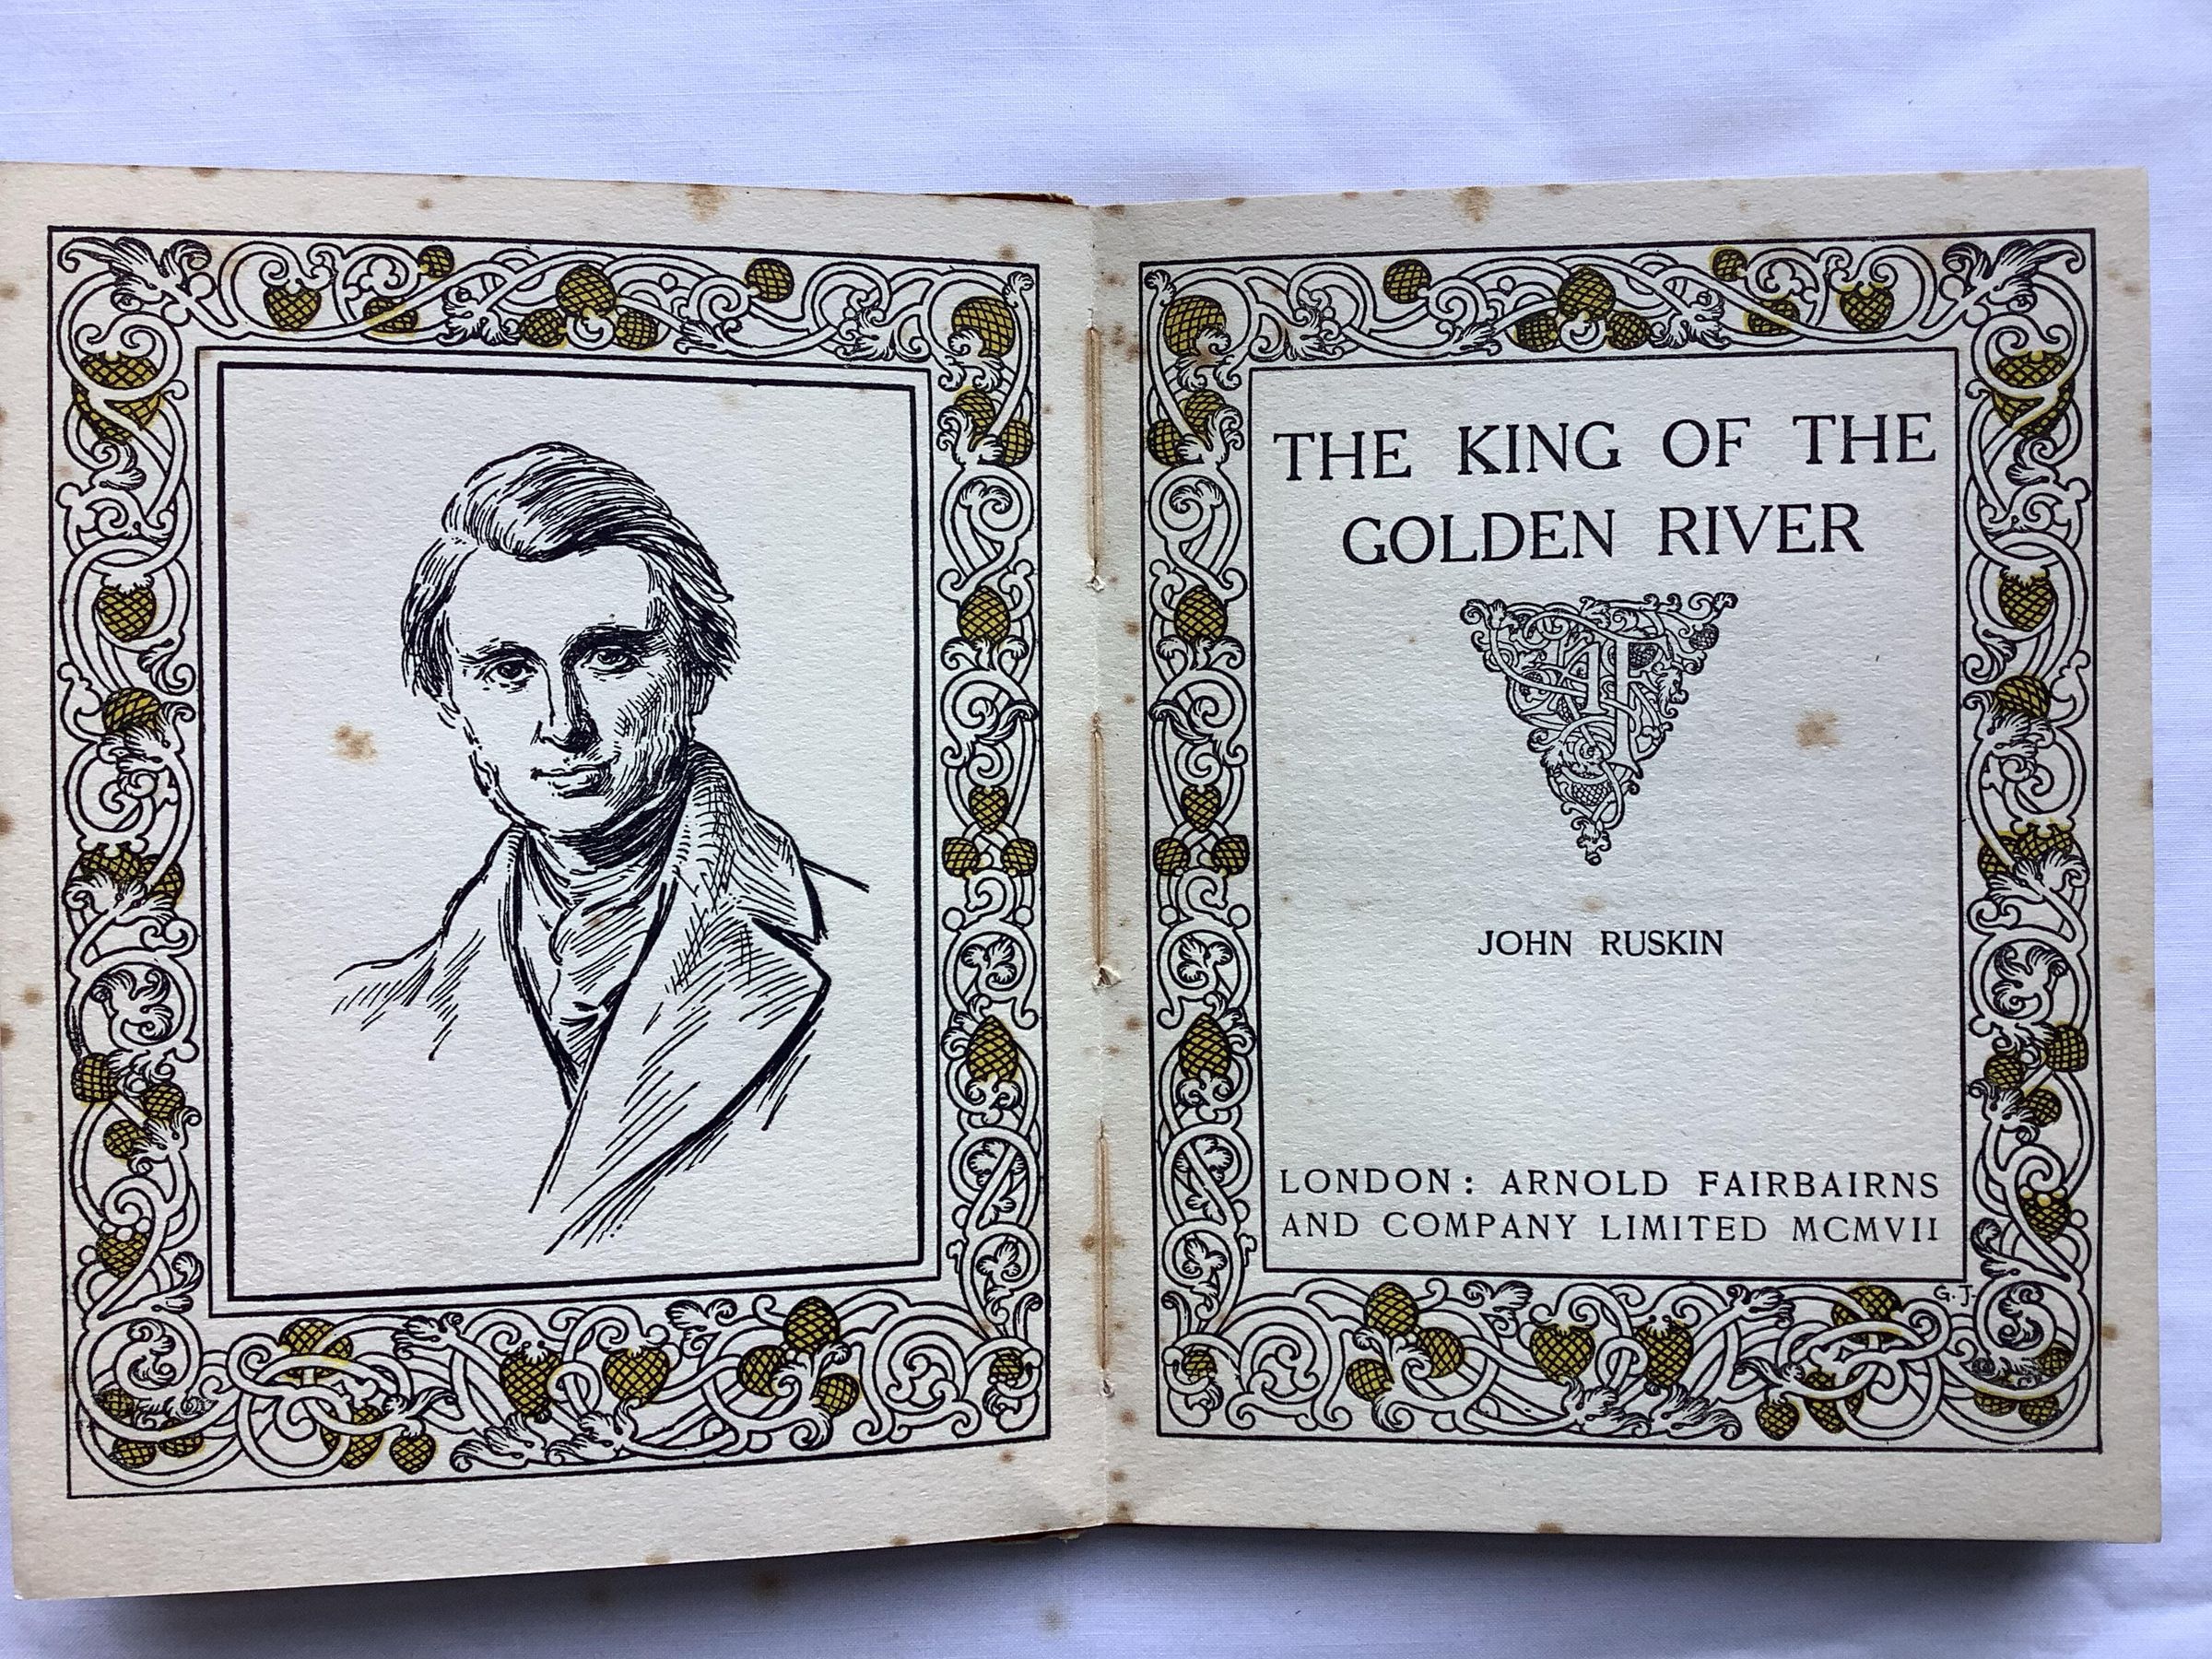 THE KING OF THE
GOLDEN RIVER
JOHN RUSKIN
LONDON: ARNOLD FAIRBAIRNS
AND COMPANY LIMITED MCMVII
G. J.